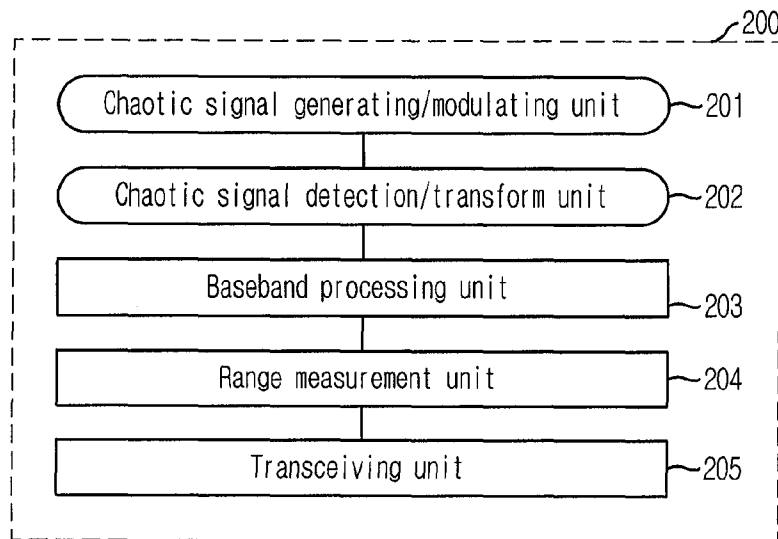 200
Chaotic signal generating/modulating unit 201
Chaotic signal detection/transform unit 202
Baseband processing unit 203
Range measurement unit 204
Transceiving unit 205